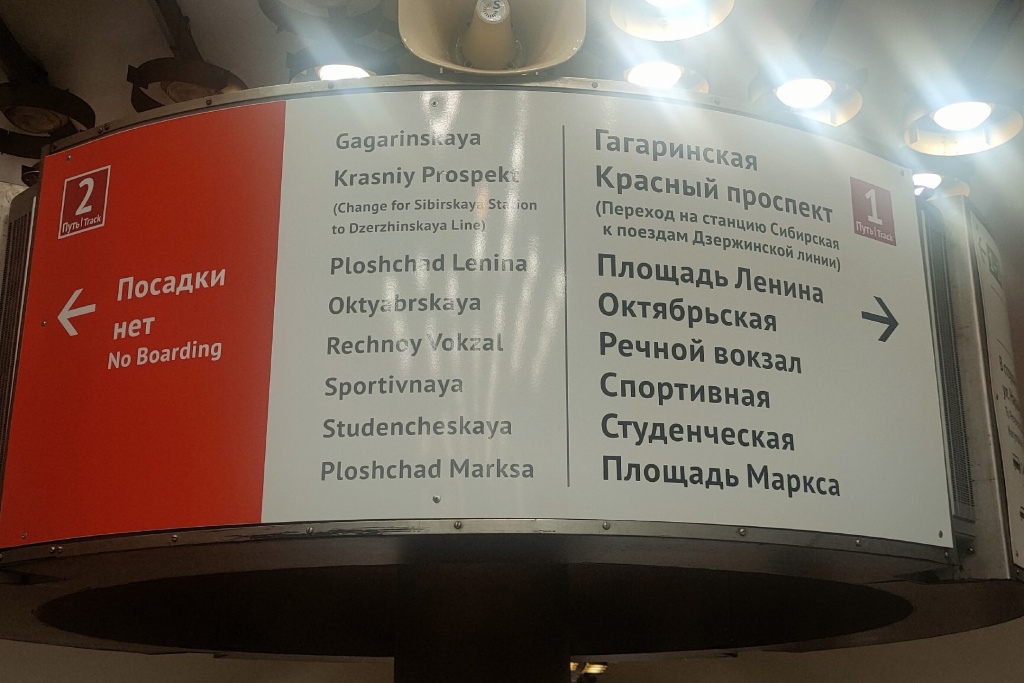 2
Путь | Track
Посадки
нет
No Boarding
Gagarinskaya
Krasniy Prospekt
(Change for Sibirskaya Station
to Dzerzhinskaya Line)
Ploshchad Lenina
Oktyabrskaya
Rechnoy Vokzal
Sportivnaya
Studencheskaya
Ploshchad Marksa
Гагаринская
Красный проспект
(Переход на станцию Сибирская
к поездам Дзержинской линии)
Площадь Ленина
Октябрьская
Речной вокзал
Спортивная
Студенческая
Площадь Маркса
1
Путь | Track